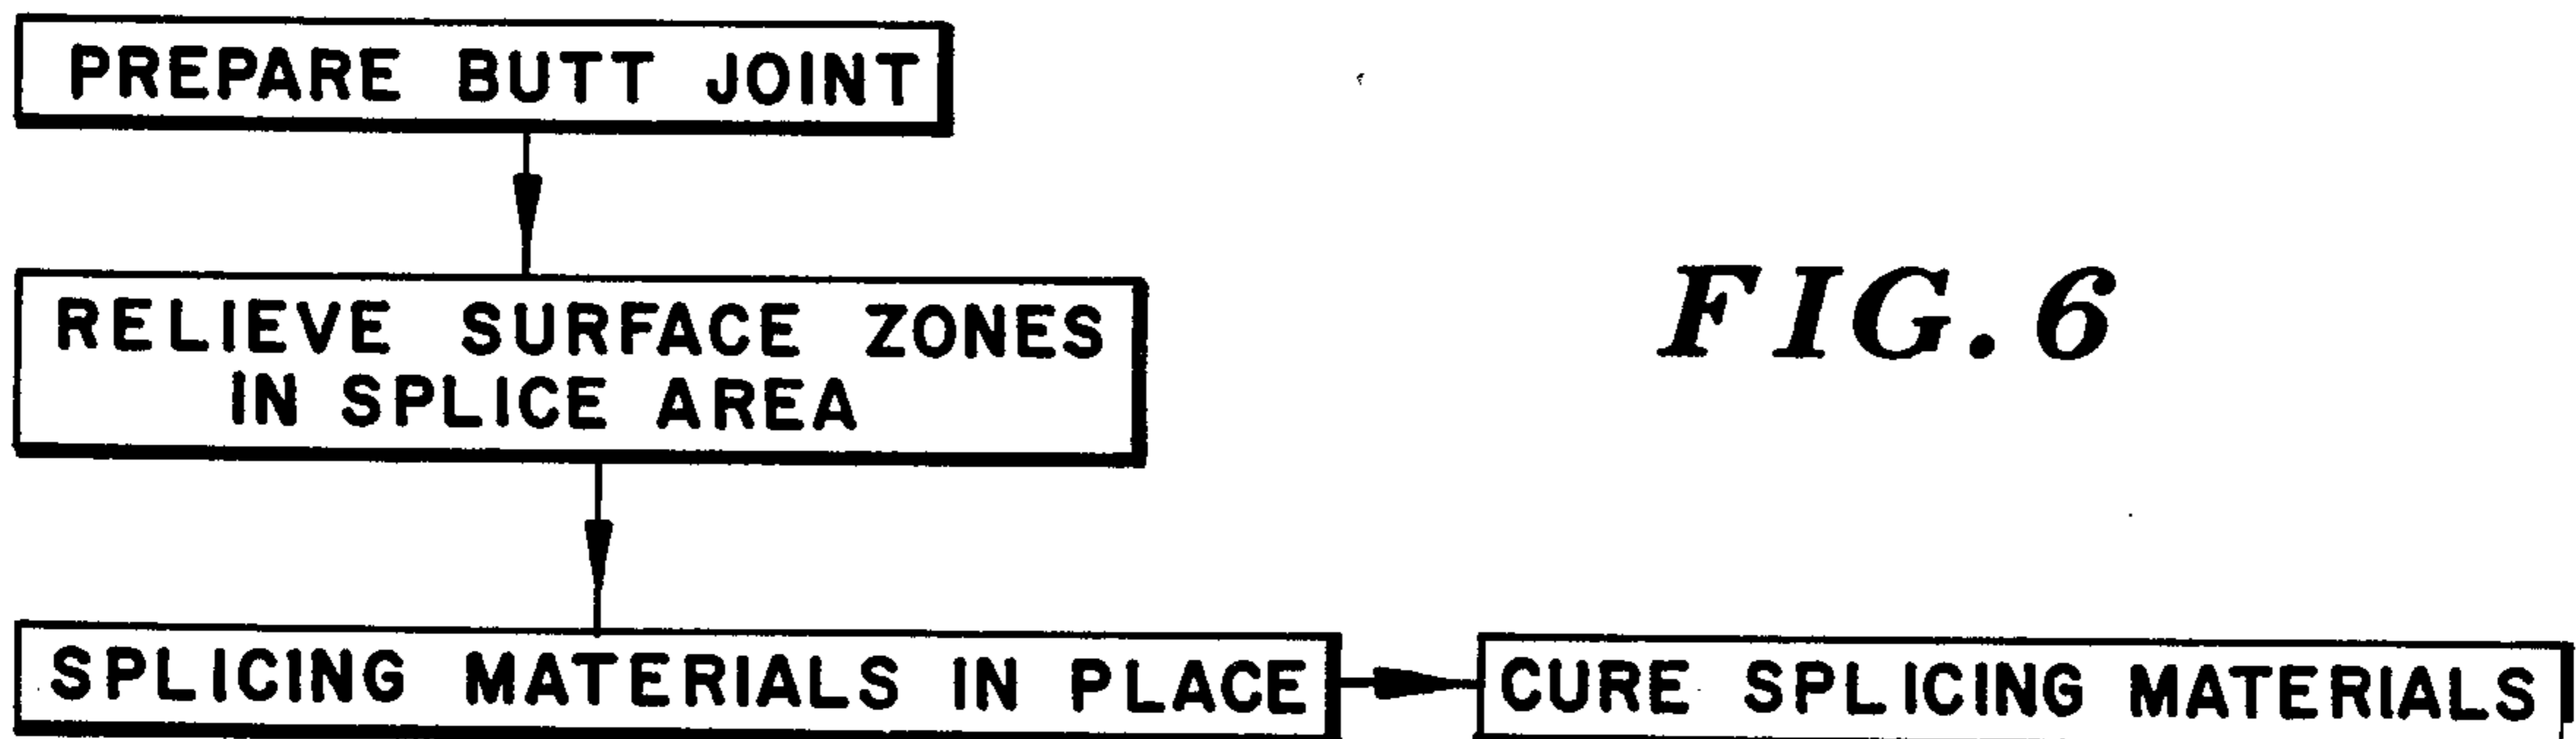 PREPARE BUTT JOINT
RELIEVE SURFACE ZONES
IN SPLICE AREA
FIG. 6
SPLICING MATERIALS IN PLACE
CURE SPLICING MATERIALS